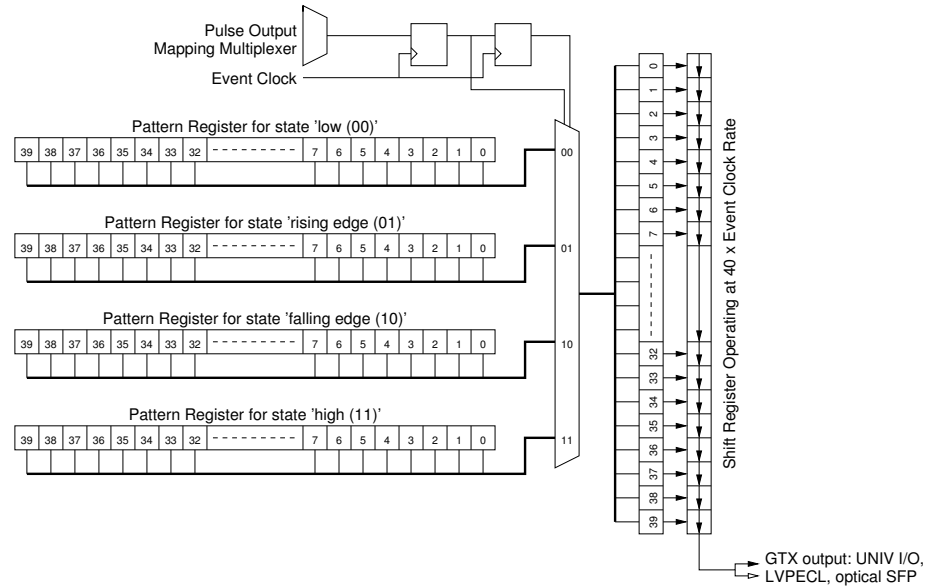 Pulse Output
Mapping Multiplexer
Event Clock
Pattern Register for state 'low (00)'
39 38 37 36 35 34 33 32 7 6 5 4 3 2 1 0
00
Pattern Register for state 'rising edge (01)'
39 38 37 36 35 34 33 32 7 6 5 4 3 2 1 0
01
Pattern Register for state 'falling edge (10)'
39 38 37 36 35 34 33 32 7 6 5 4 3 2 1 0
10
Pattern Register for state 'high (11)'
39 38 37 36 35 34 33 32 7 6 5 4 3 2 1 0
11
0
1
2
3
4
5
6
7
32
33
34
35
36
37
38
39
Shift Register Operating at 40 x Event Clock Rate
GTX output: UNIV I/O,
LVPECL, optical SFP